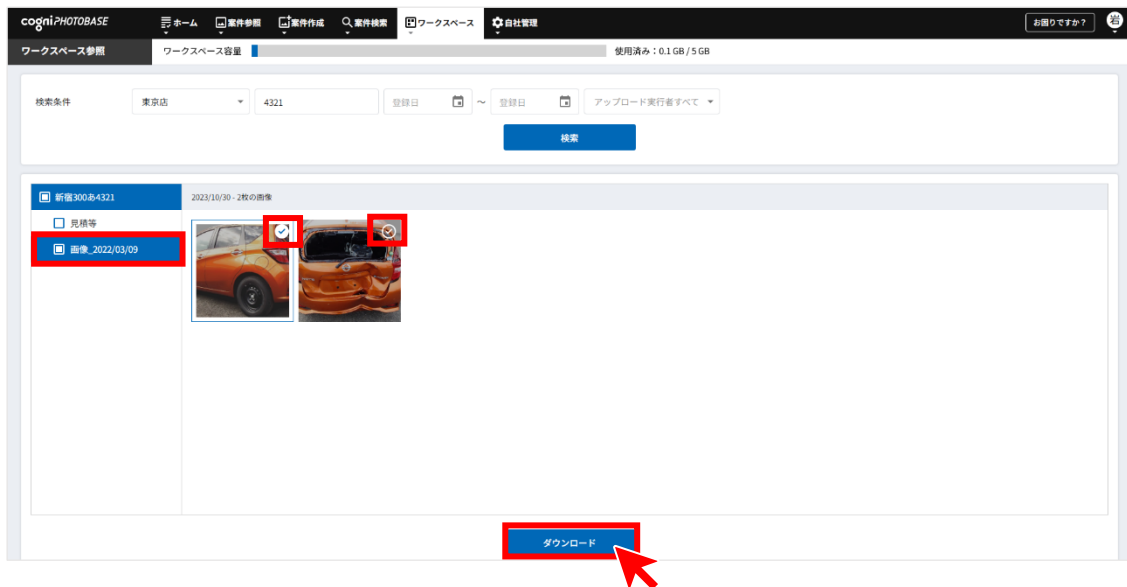 cogni PHOTOBASE ホーム 案件参照 案件作成 案件検索 ワークスペース 自社管理 お困りですか？ 岩
ワークスペース参照 ワークスペース容量 使用済み：0.1 GB / 5 GB
検索条件 東京店 4321 登録日 ～ 登録日 アップロード実行者すべて
検索
新宿300あ4321 2023/10/30 - 2枚の画像
見積等
画像_2022/03/09
ダウンロード